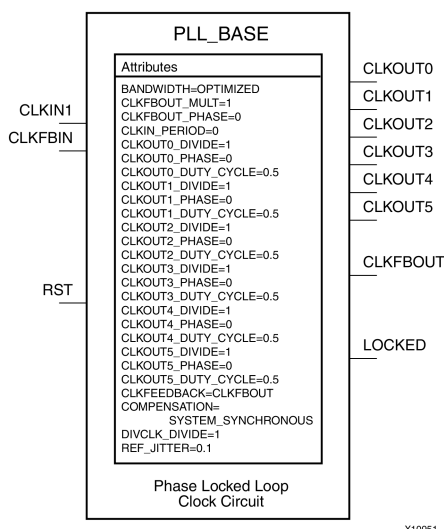 PLL_BASE
Attributes
BANDWIDTH=OPTIMIZED
CLKFBOUT_MULT=1
CLKFBOUT_PHASE=0
CLKIN_PERIOD=0
CLKOUT0_DIVIDE=1
CLKOUT0_PHASE=0
CLKOUT0_DUTY_CYCLE=0.5
CLKOUT1_DIVIDE=1
CLKOUT1_PHASE=0
CLKOUT1_DUTY_CYCLE=0.5
CLKOUT2_DIVIDE=1
CLKOUT2_PHASE=0
CLKOUT2_DUTY_CYCLE=0.5
CLKOUT3_DIVIDE=1
CLKOUT3_PHASE=0
CLKOUT3_DUTY_CYCLE=0.5
CLKOUT4_DIVIDE=1
CLKOUT4_PHASE=0
CLKOUT4_DUTY_CYCLE=0.5
CLKOUT5_DIVIDE=1
CLKOUT5_PHASE=0
CLKOUT5_DUTY_CYCLE=0.5
CLKFEEDBACK=CLKFBOUT
COMPENSATION=
SYSTEM_SYNCHRONOUS
DIVCLK_DIVIDE=1
REF_JITTER=0.1
CLKIN1
CLKFBIN
RST
CLKOUT0
CLKOUT1
CLKOUT2
CLKOUT3
CLKOUT4
CLKOUT5
CLKFBOUT
LOCKED
Phase Locked Loop
Clock Circuit